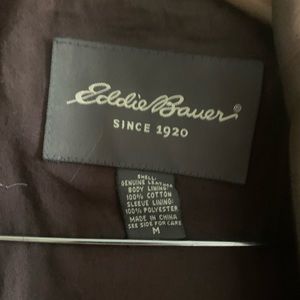 Eddie Bauer®
SINCE 1920
SHELL:
GENUINE LEATHER
BODY LINING:
100% COTTON
SLEEVE LINING:
100% POLYESTER
MADE IN CHINA
SEE SIDE FOR CARE
M